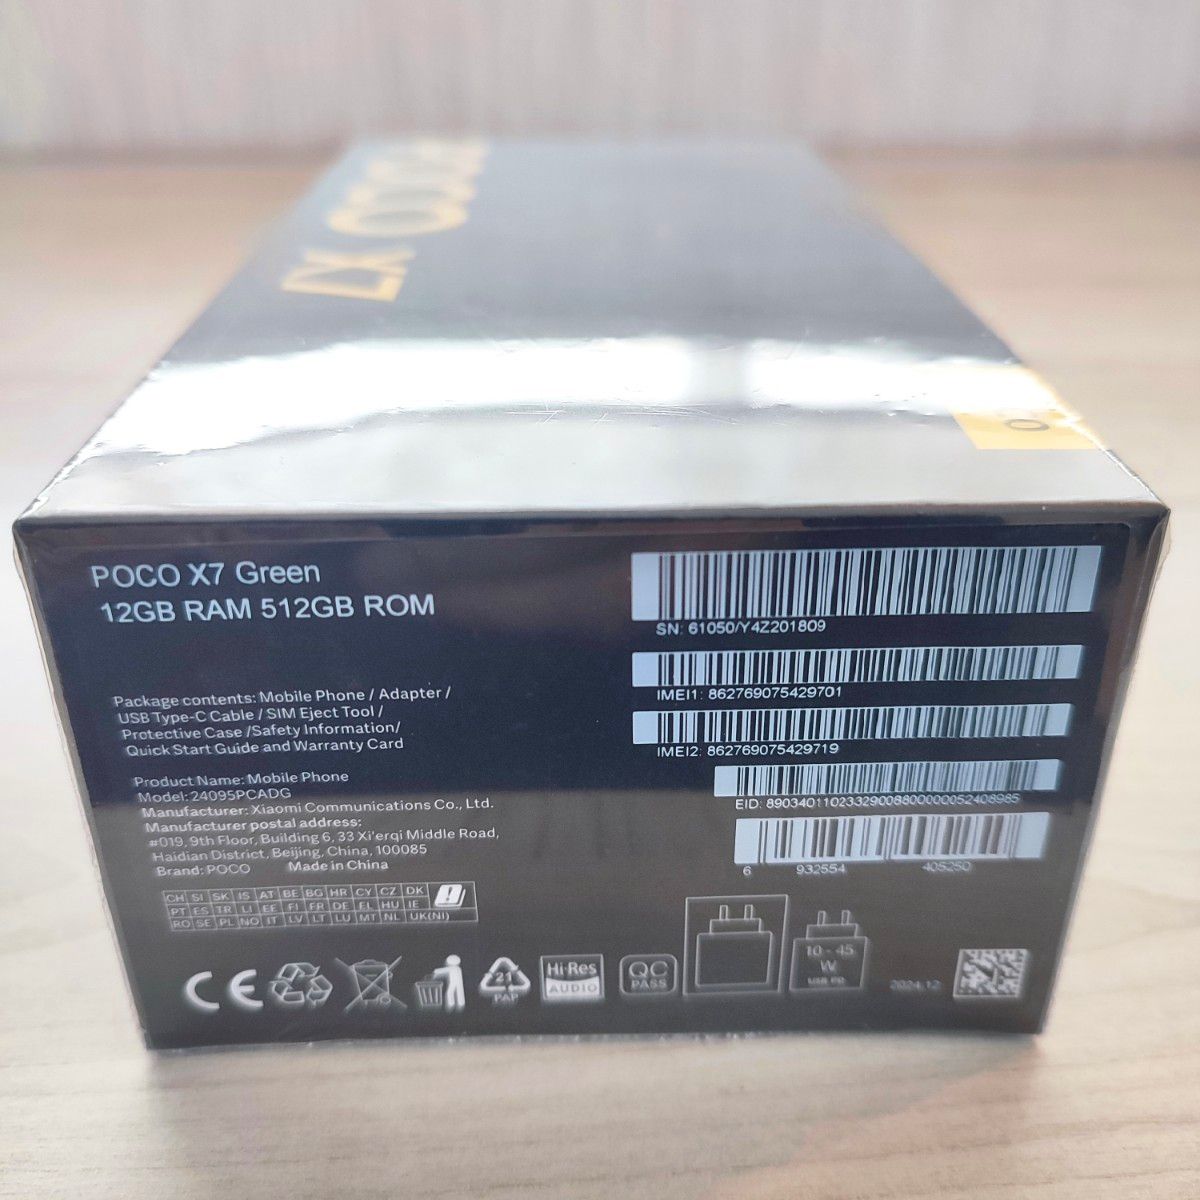 POCO X7
POCO X7 Green
12GB RAM 512GB ROM
Package contents: Mobile Phone / Adapter /
USB Type-C Cable / SIM Eject Tool /
Protective Case /Safety Information/
Quick Start Guide and Warranty Card
Product Name: Mobile Phone
Model: 24095PCADG
Manufacturer: Xiaomi Communications Co., Ltd.
Manufacturer postal address:
#019, 9th Floor, Building 6, 33 Xi'erqi Middle Road,
Haidian District, Beijing, China, 100085
Brand: POCO Made in China
CH SI SK IS AT BE BG HR CY CZ DK
PT ES TR LI EE FI FR DE EL HU IE
RO SE PL NO IT LV LT LU MT NL UK(NI)
SN: 61050/Y4Z201809
IMEI1: 862769075429701
IMEI2: 862769075429719
EID: 89034011023329008800000052408985
6 932554 405250
CE
21
PAP
Hi-Res
AUDIO
QC
PASS
10 - 45
W
USB PD
2024.12